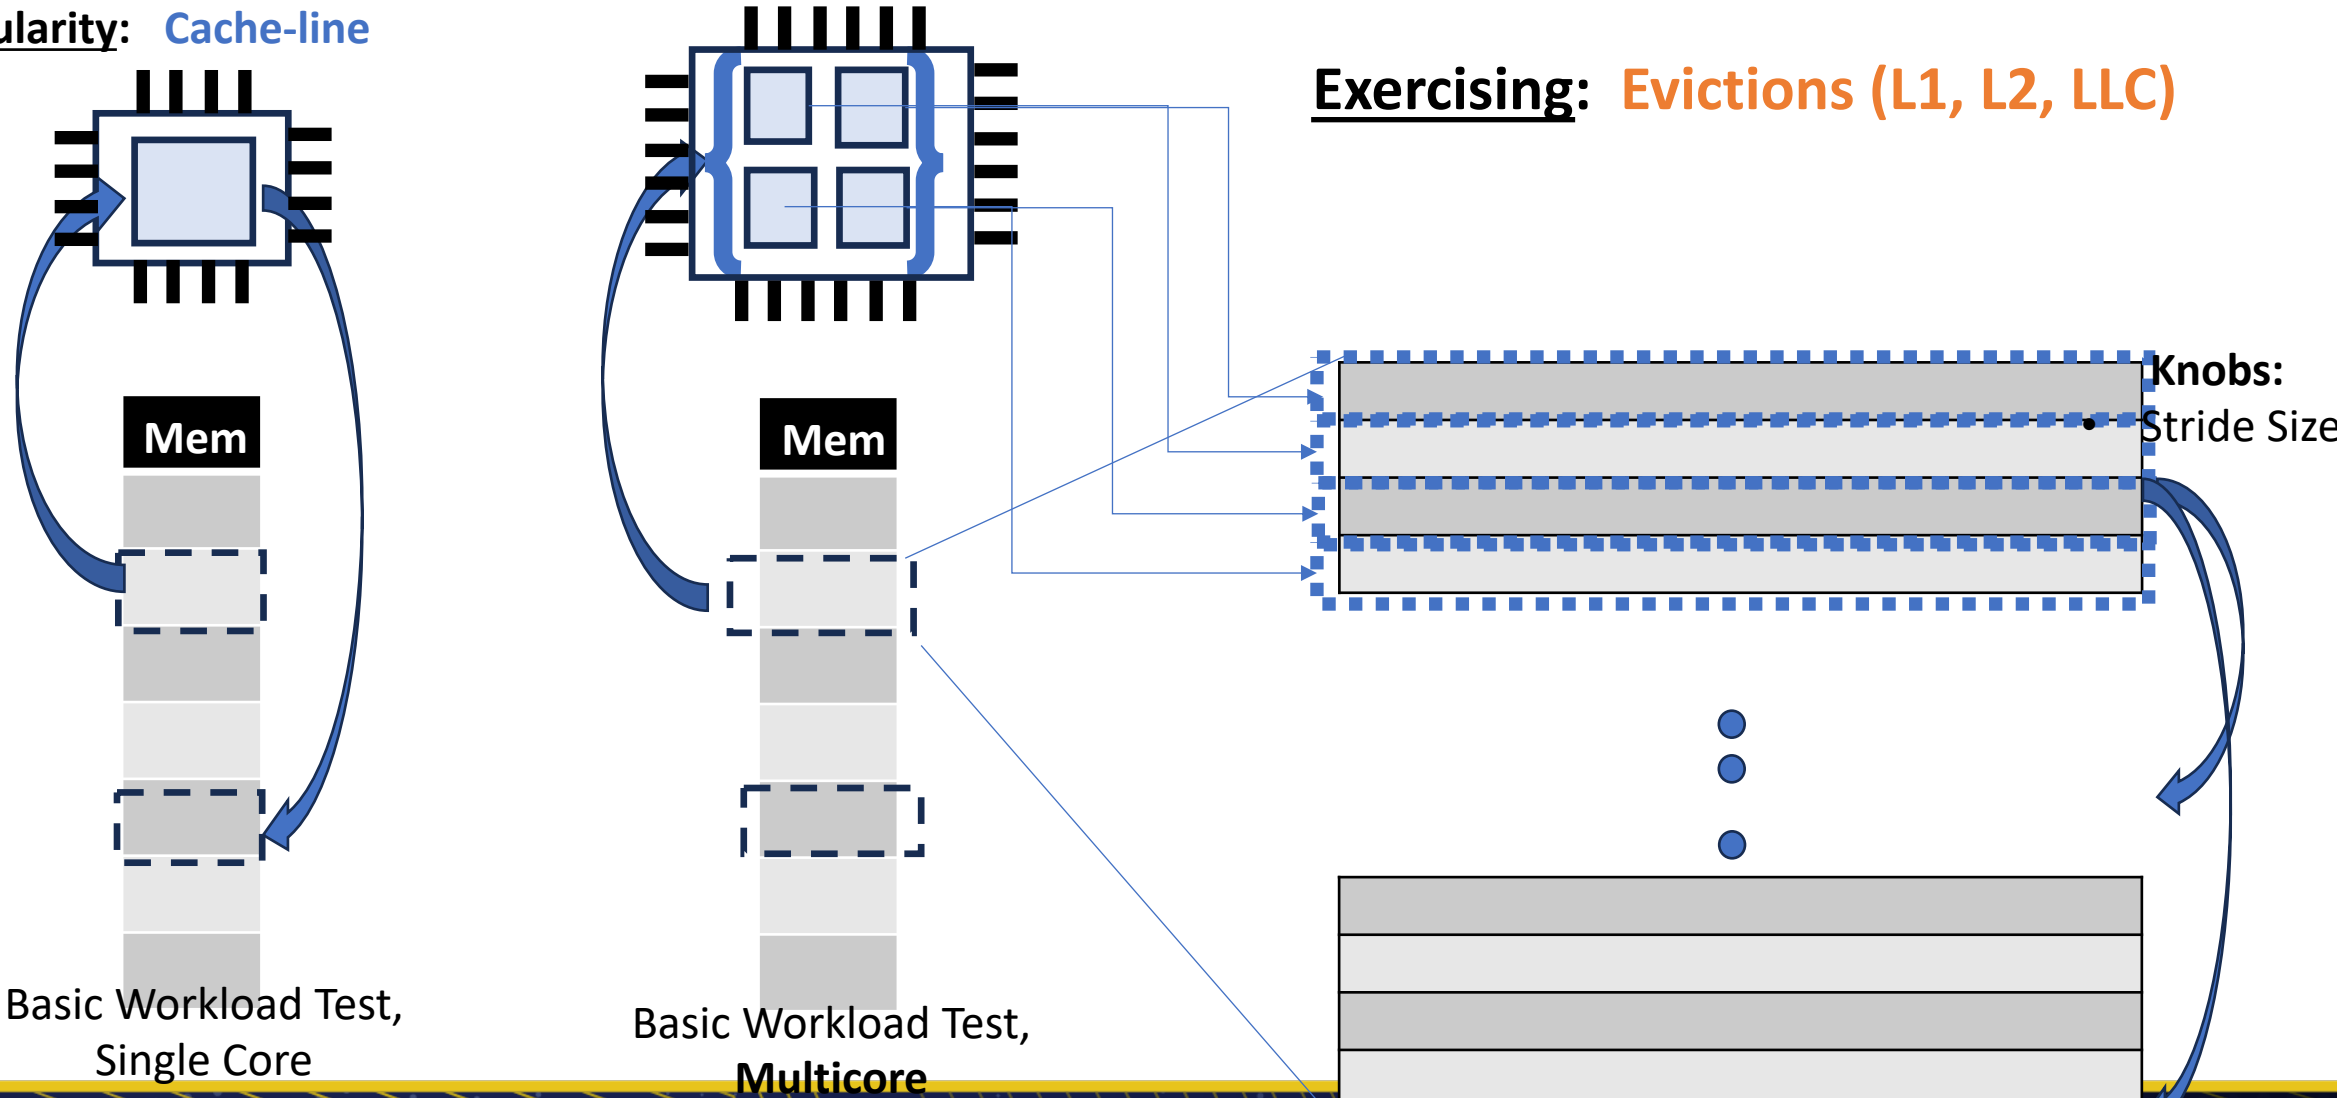 ularity: Cache-line
Exercising: Evictions (L1, L2, LLC)
Knobs:
• Stride Size
Mem
Mem
Basic Workload Test,
Single Core
Basic Workload Test,
Multicore